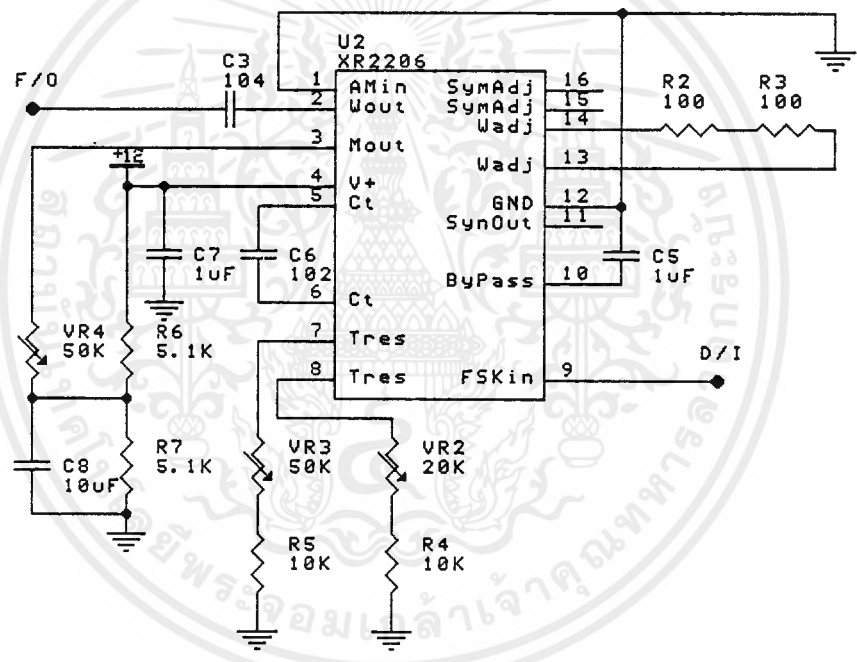 U2
XR2206
C3
104
F/O
1 AMin SymAdj 16
2 Wout SymAdj 15
Wadj 14
R2
100
R3
100
3 Mout
Wadj 13
+12
4 V+
GND 12
5 Ct
SynOut 11
C7
1uF
C6
102
ByPass 10
C5
1uF
6 Ct
7 Tres
8 Tres
FSKin 9
D/I
VR4
50K
R6
5.1K
C8
10uF
R7
5.1K
VR3
50K
VR2
20K
R5
10K
R4
10K